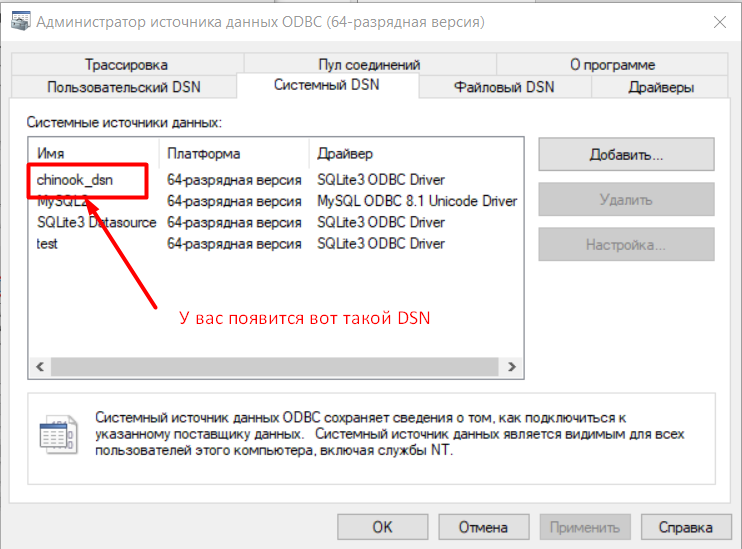 Администратор источника данных ODBC (64-разрядная версия)
Трассировка Пул соединений О программе
Пользовательский DSN Системный DSN Файловый DSN Драйверы
Системные источники данных:
Имя Платформа Драйвер
chinook_dsn 64-разрядная версия SQLite3 ODBC Driver
MySQL2 64-разрядная версия MySQL ODBC 8.1 Unicode Driver
SQLite3 Datasource 64-разрядная версия SQLite3 ODBC Driver
test 64-разрядная версия SQLite3 ODBC Driver
Добавить...
Удалить
Настройка...
У вас появится вот такой DSN
Системный источник данных ODBC сохраняет сведения о том, как подключиться к
указанному поставщику данных. Системный источник данных является видимым для всех
пользователей этого компьютера, включая службы NT.
OK Отмена Применить Справка